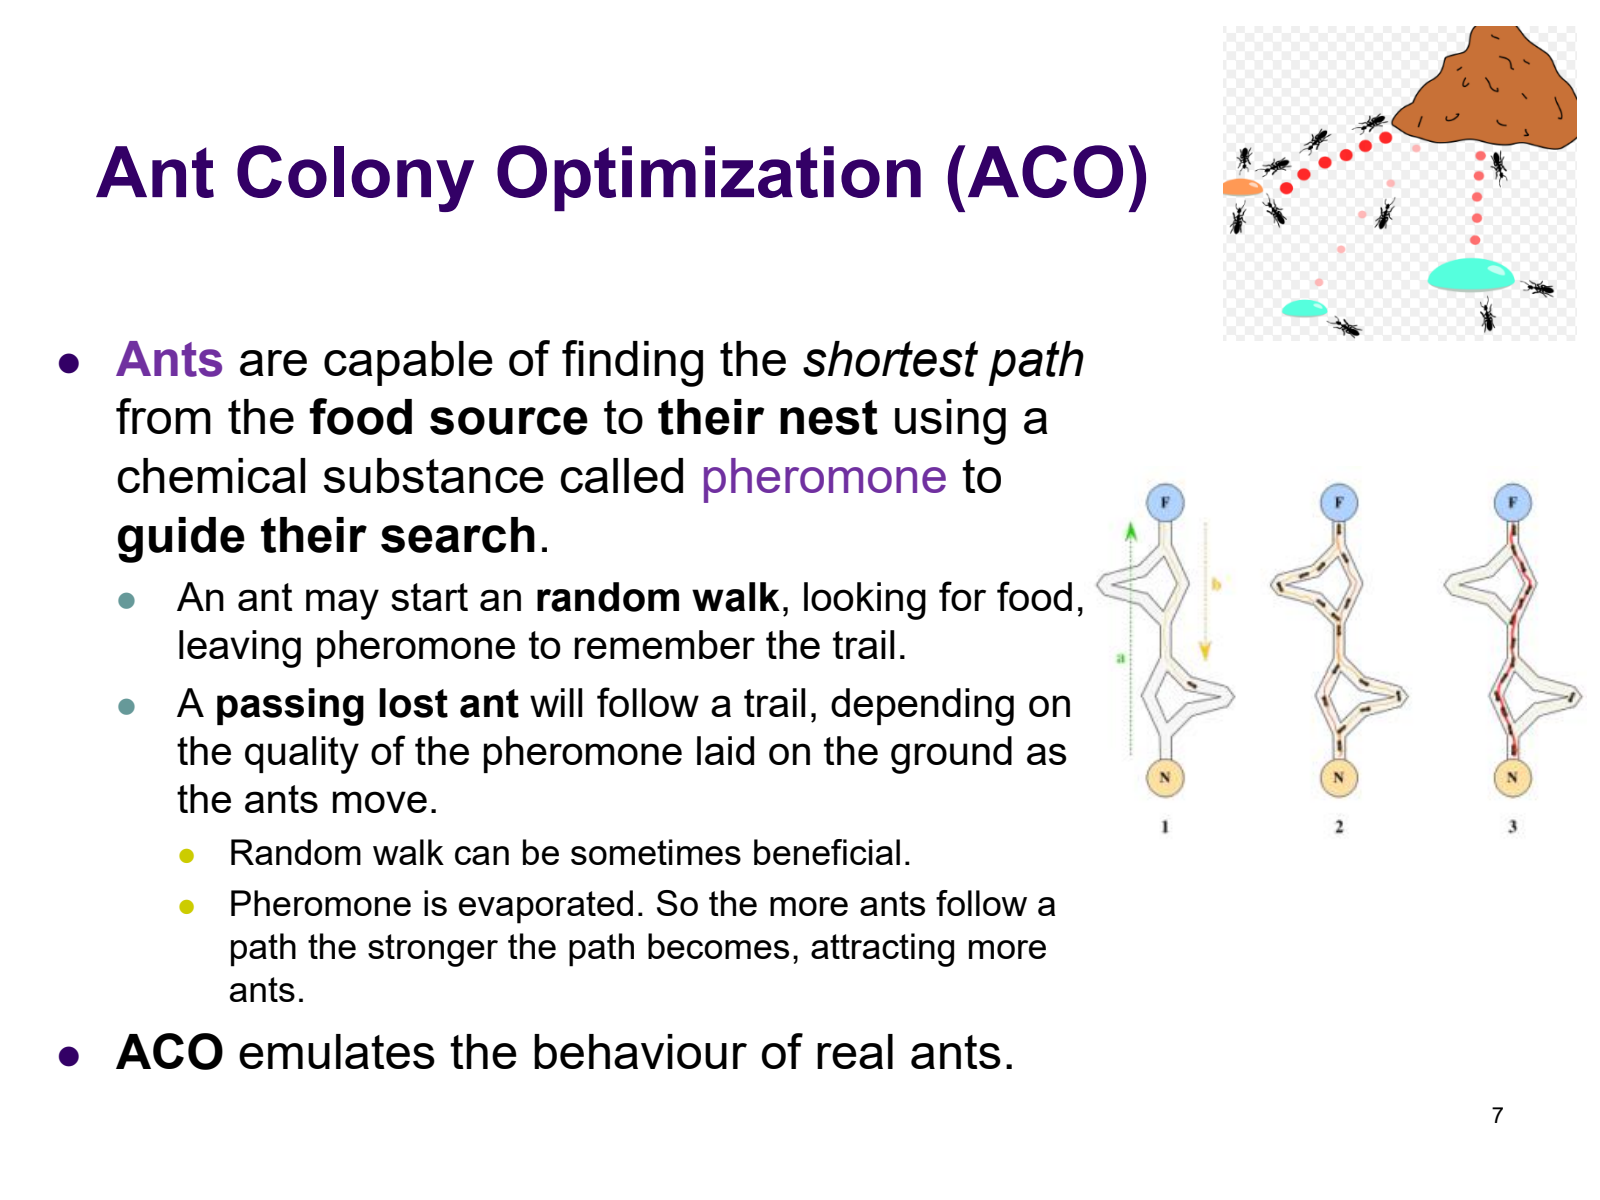 Ant Colony Optimization (ACO)
● Ants are capable of finding the shortest path
from the food source to their nest using a
chemical substance called pheromone to
guide their search.
● An ant may start an random walk, looking for food,
leaving pheromone to remember the trail.
● A passing lost ant will follow a trail, depending on
the quality of the pheromone laid on the ground as
the ants move.
● Random walk can be sometimes beneficial.
● Pheromone is evaporated. So the more ants follow a
path the stronger the path becomes, attracting more
ants.
● ACO emulates the behaviour of real ants.
F F F
b
a
N N N
1 2 3
7